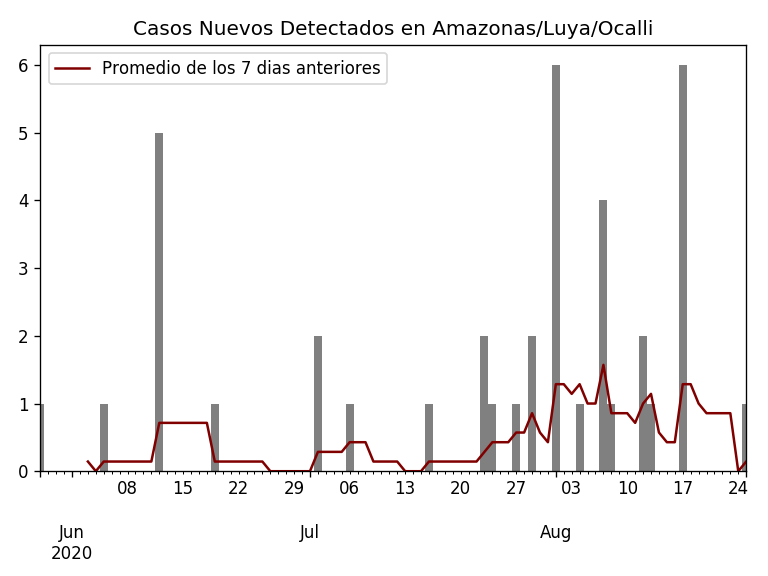 Casos Nuevos Detectados en Amazonas/Luya/Ocalli
Promedio de los 7 dias anteriores
6
5
4
3
2
1
0
08 15 22 29 06 13 20 27 03 10 17 24
Jun Jul Aug
2020